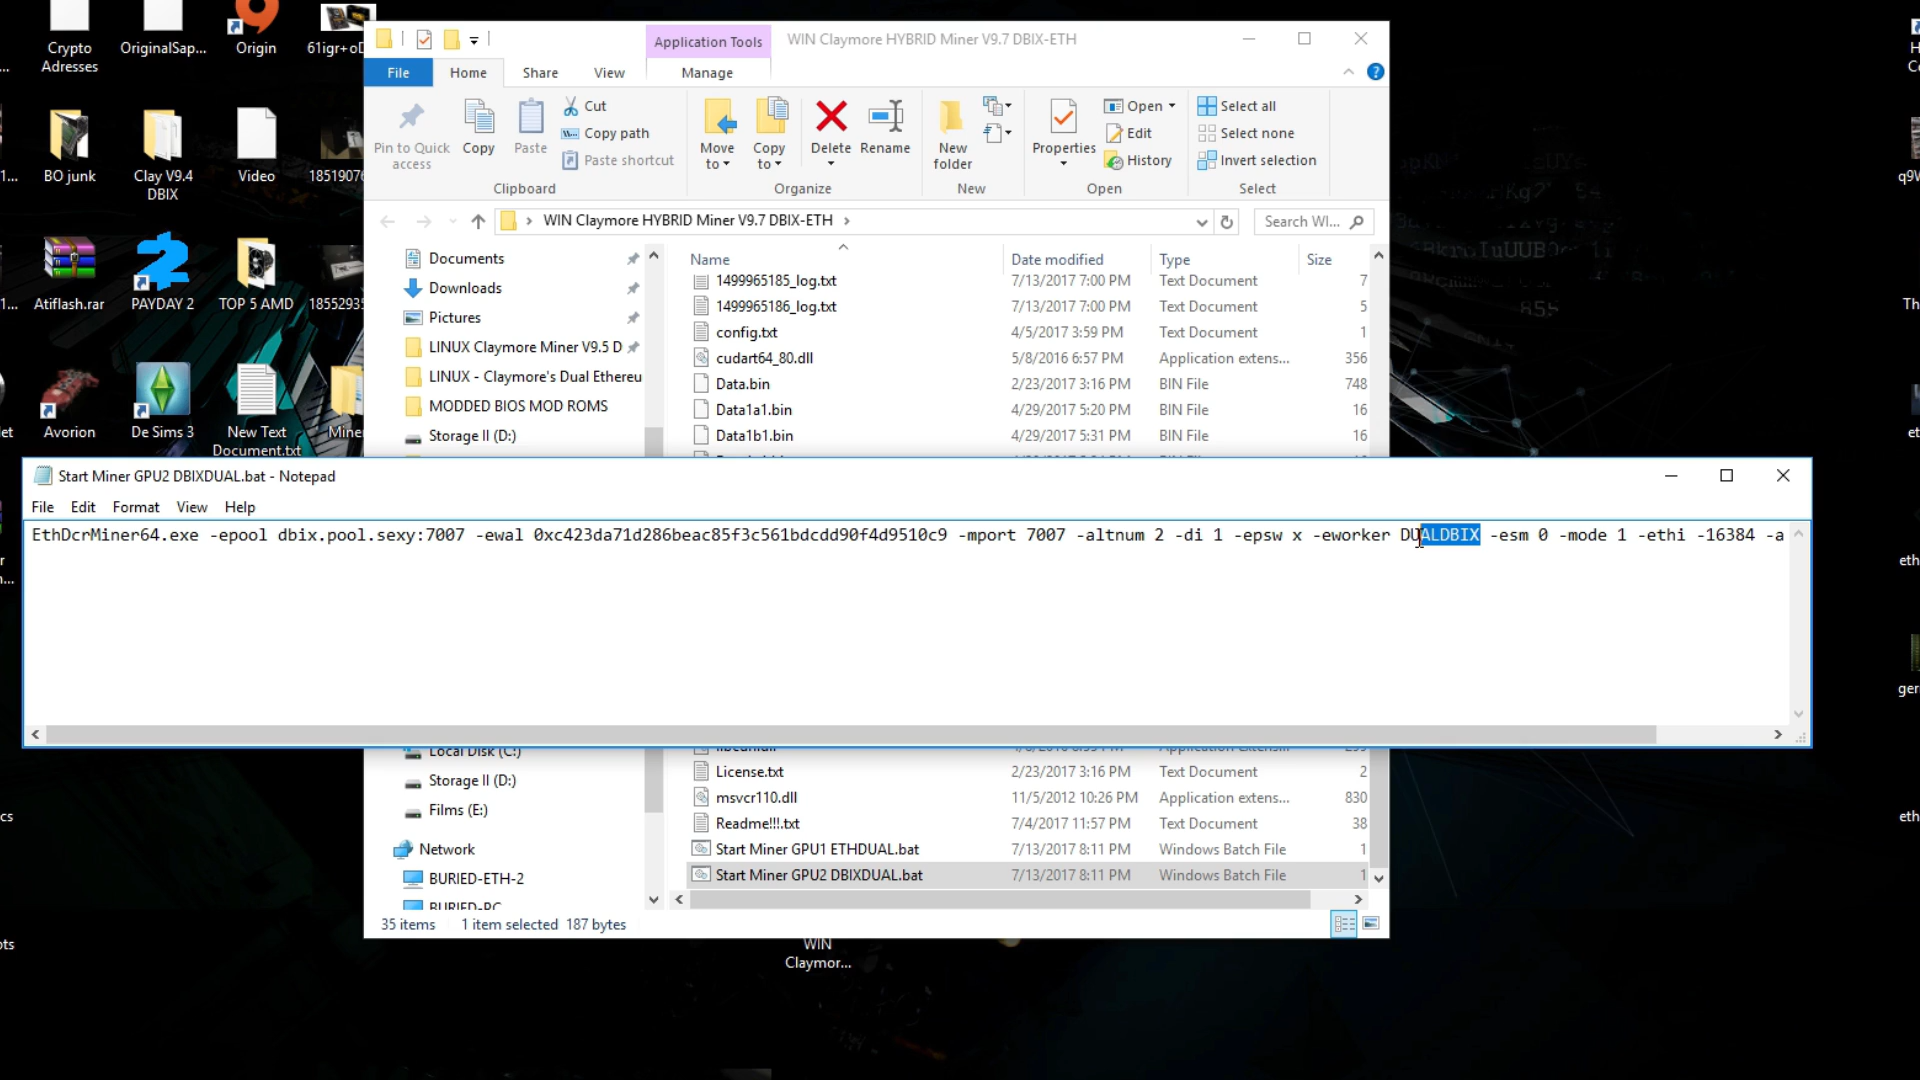 Crypto
Adresses
OriginalSap...
Origin
61igr+oD
BO junk
Clay V9.4
DBIX
Video
18519076
Atiflash.rar
PAYDAY 2
TOP 5 AMD
18552935
Avorion
De Sims 3
New Text
Document.txt
Mine
Application Tools
WIN Claymore HYBRID Miner V9.7 DBIX-ETH
File
Home
Share
View
Manage
Pin to Quick
access
Copy
Paste
Cut
Copy path
Paste shortcut
Clipboard
Move
to
Copy
to
Delete
Rename
Organize
New
folder
New
Properties
Open
Edit
History
Open
Select all
Select none
Invert selection
Select
WIN Claymore HYBRID Miner V9.7 DBIX-ETH
Search WI...
Documents
Downloads
Pictures
LINUX Claymore Miner V9.5 D
LINUX - Claymore's Dual Ethereu
MODDED BIOS MOD ROMS
Storage II (D:)
Name Date modified Type Size
1499965185_log.txt 7/13/2017 7:00 PM Text Document 7
1499965186_log.txt 7/13/2017 7:00 PM Text Document 5
config.txt 4/5/2017 3:59 PM Text Document 1
cudart64_80.dll 5/8/2016 6:57 PM Application extens... 356
Data.bin 2/23/2017 3:16 PM BIN File 748
Data1a1.bin 4/29/2017 5:20 PM BIN File 16
Data1b1.bin 4/29/2017 5:31 PM BIN File 16
Start Miner GPU2 DBIXDUAL.bat - Notepad
File Edit Format View Help
EthDcrMiner64.exe -epool dbix.pool.sexy:7007 -ewal 0xc423da71d286beac85f3c561bdcdd90f4d9510c9 -mport 7007 -altnum 2 -di 1 -epsw x -eworker DUALDBIX -esm 0 -mode 1 -ethi -16384 -a
Local Disk (C:)
Storage II (D:)
Films (E:)
Network
BURIED-ETH-2
BURIED-PC
License.txt 2/23/2017 3:16 PM Text Document 2
msvcr110.dll 11/5/2012 10:26 PM Application extens... 830
Readme!!!.txt 7/4/2017 11:57 PM Text Document 38
Start Miner GPU1 ETHDUAL.bat 7/13/2017 8:11 PM Windows Batch File 1
Start Miner GPU2 DBIXDUAL.bat 7/13/2017 8:11 PM Windows Batch File 1
35 items 1 item selected 187 bytes
WIN
Claymor...